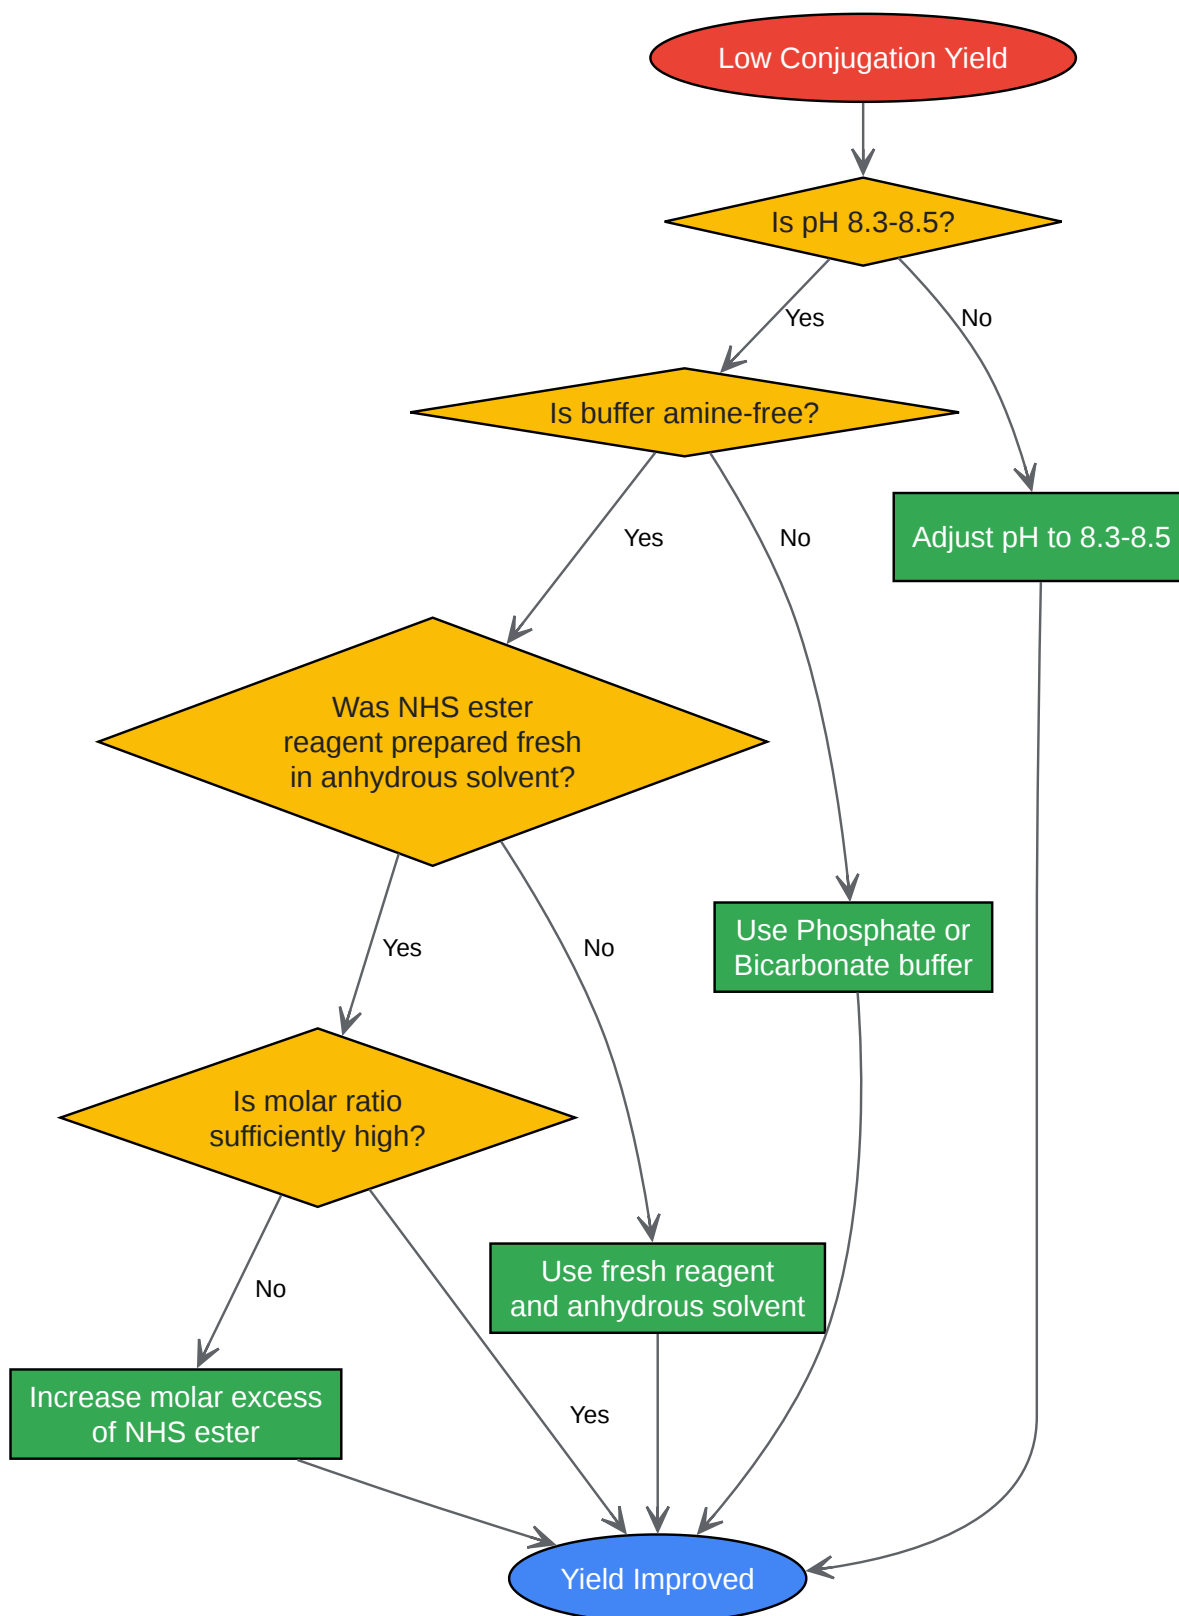 Low Conjugation Yield
Is pH 8.3-8.5?
Yes
No
Is buffer amine-free?
Yes
No
Adjust pH to 8.3-8.5
Was NHS ester
reagent prepared fresh
in anhydrous solvent?
Yes
No
Use Phosphate or
Bicarbonate buffer
Is molar ratio
sufficiently high?
No
Yes
Use fresh reagent
and anhydrous solvent
Increase molar excess
of NHS ester
Yield Improved